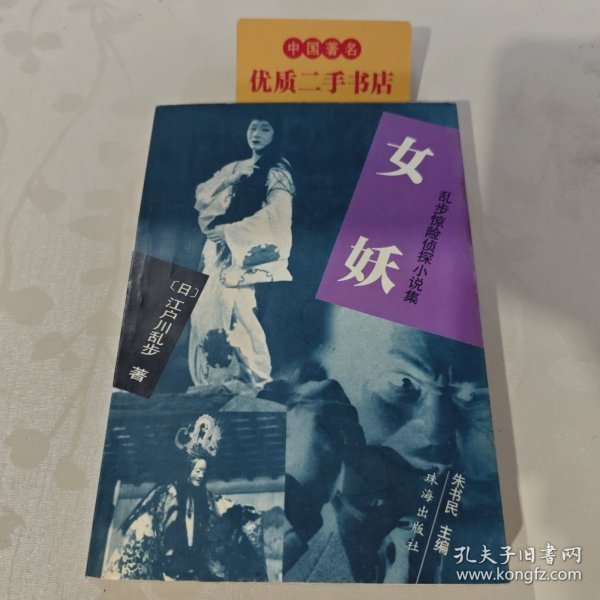 中国著名
优质二手书店
女妖
乱步惊险侦探小说集
〔日〕江户川乱步 著
朱书民 主编
珠海出版社
孔夫子旧书网
www.kongfz.com